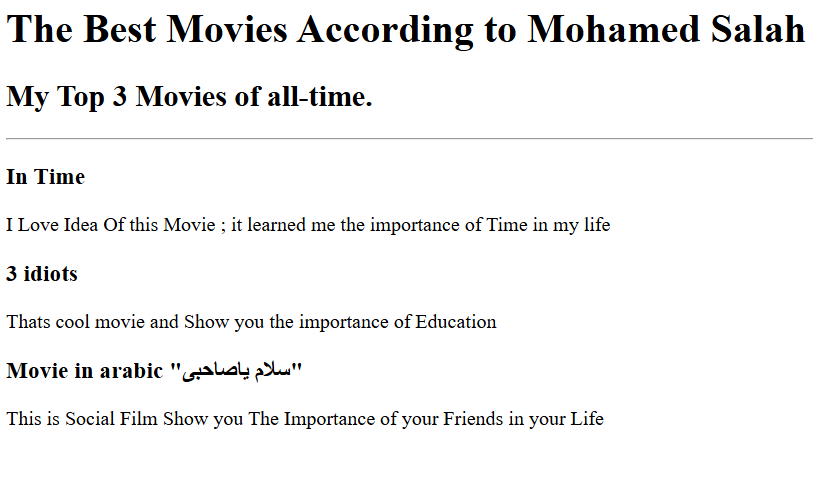 The Best Movies According to Mohamed Salah
My Top 3 Movies of all-time.
In Time
I Love Idea Of this Movie ; it learned me the importance of Time in my life
3 idiots
Thats cool movie and Show you the importance of Education
Movie in arabic "سلام ياصاحبى"
This is Social Film Show you The Importance of your Friends in your Life